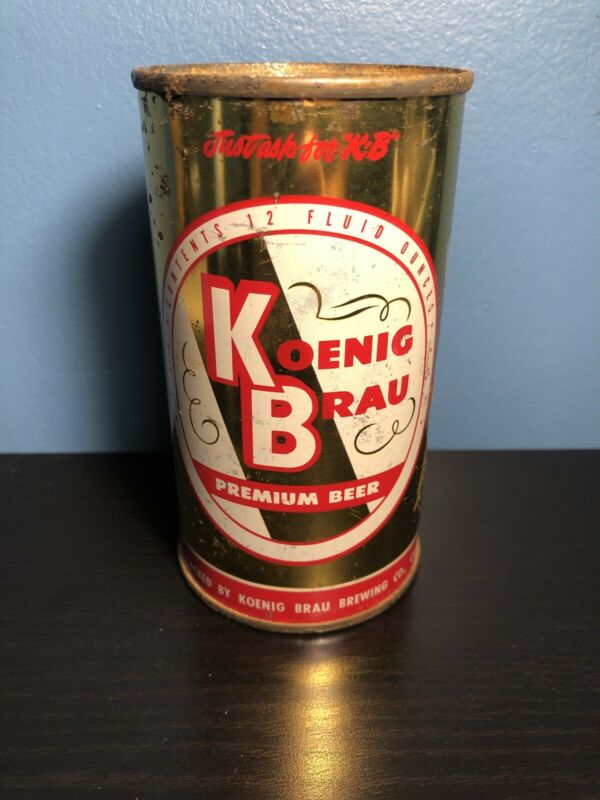 Just ask for "K·B"
CONTENTS 12 FLUID OUNCES
KOENIG
BRAU
PREMIUM BEER
BY KOENIG BRAU BREWING CO.